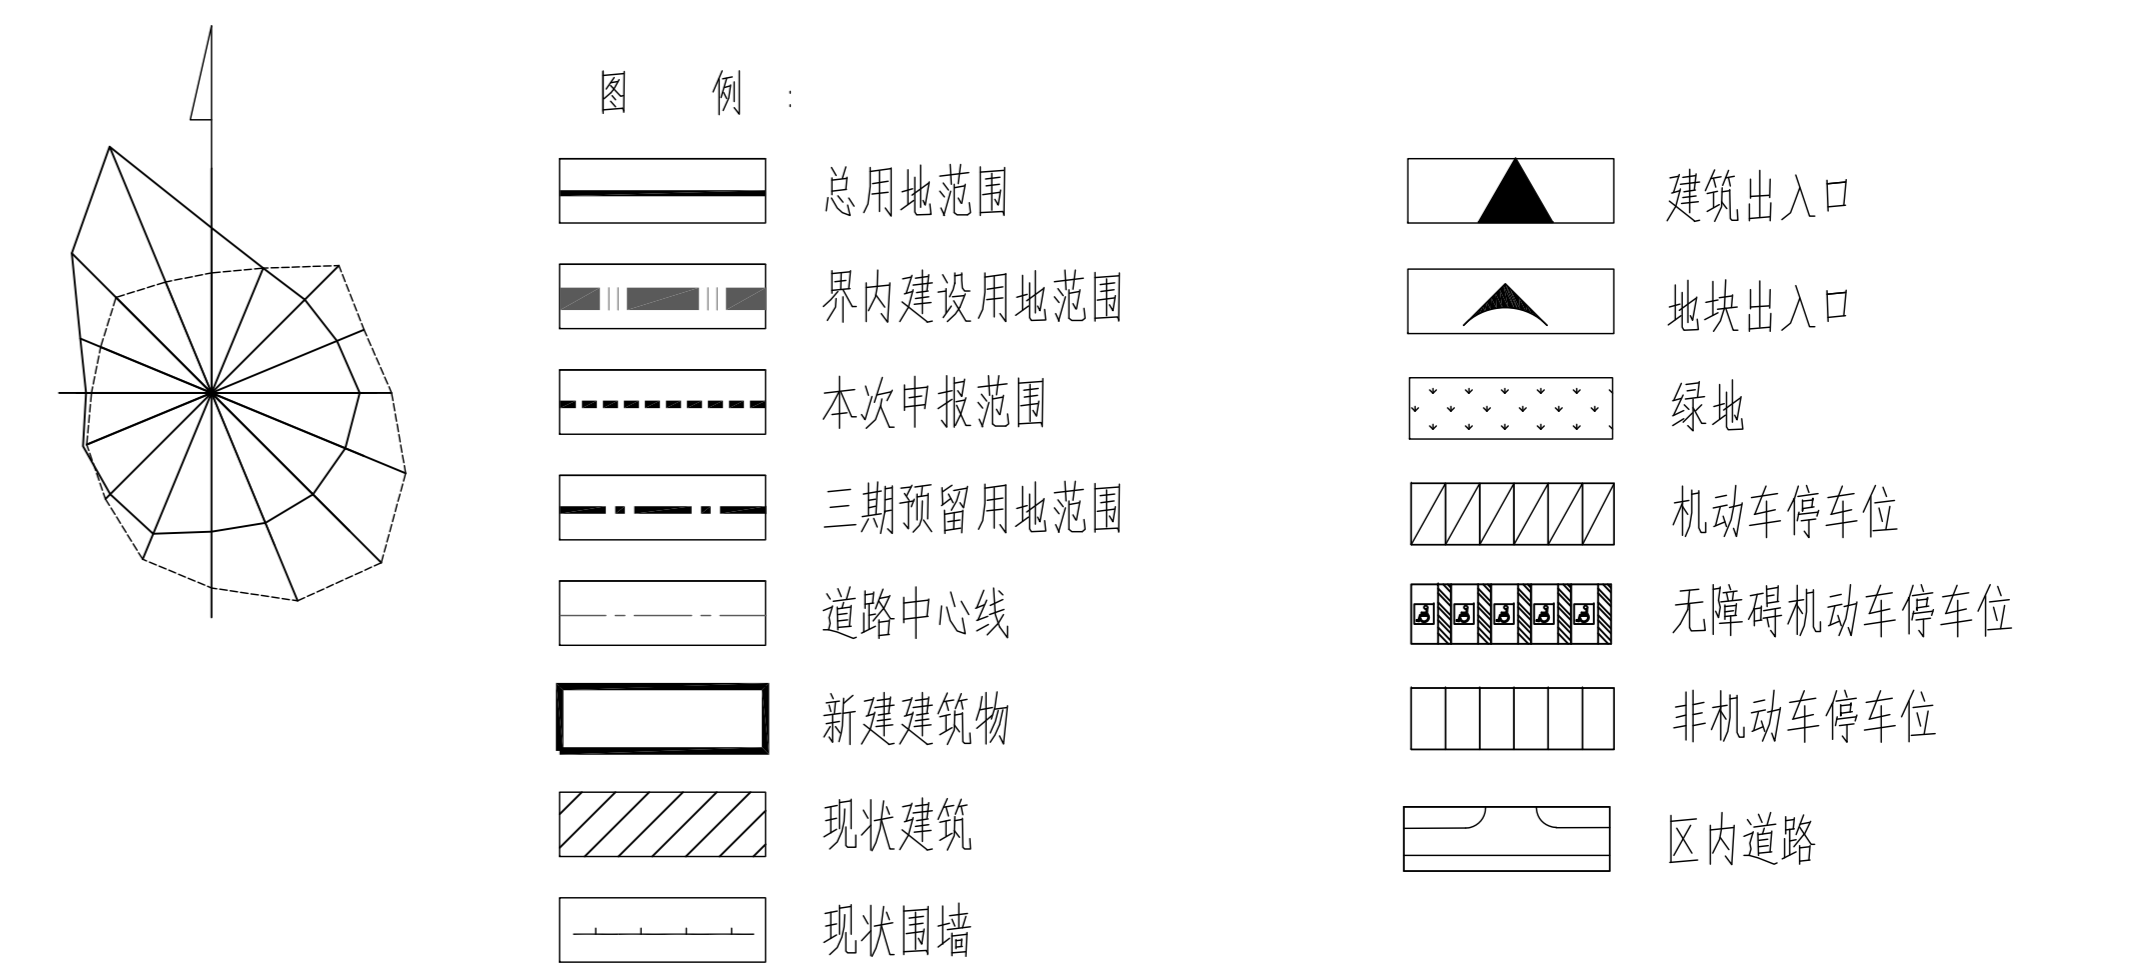 图 例 :
总用地范围
界内建设用地范围
本次申报范围
三期预留用地范围
道路中心线
新建建筑物
现状建筑
现状围墙
建筑出入口
地块出入口
绿地
机动车停车位
无障碍机动车停车位
非机动车停车位
区内道路